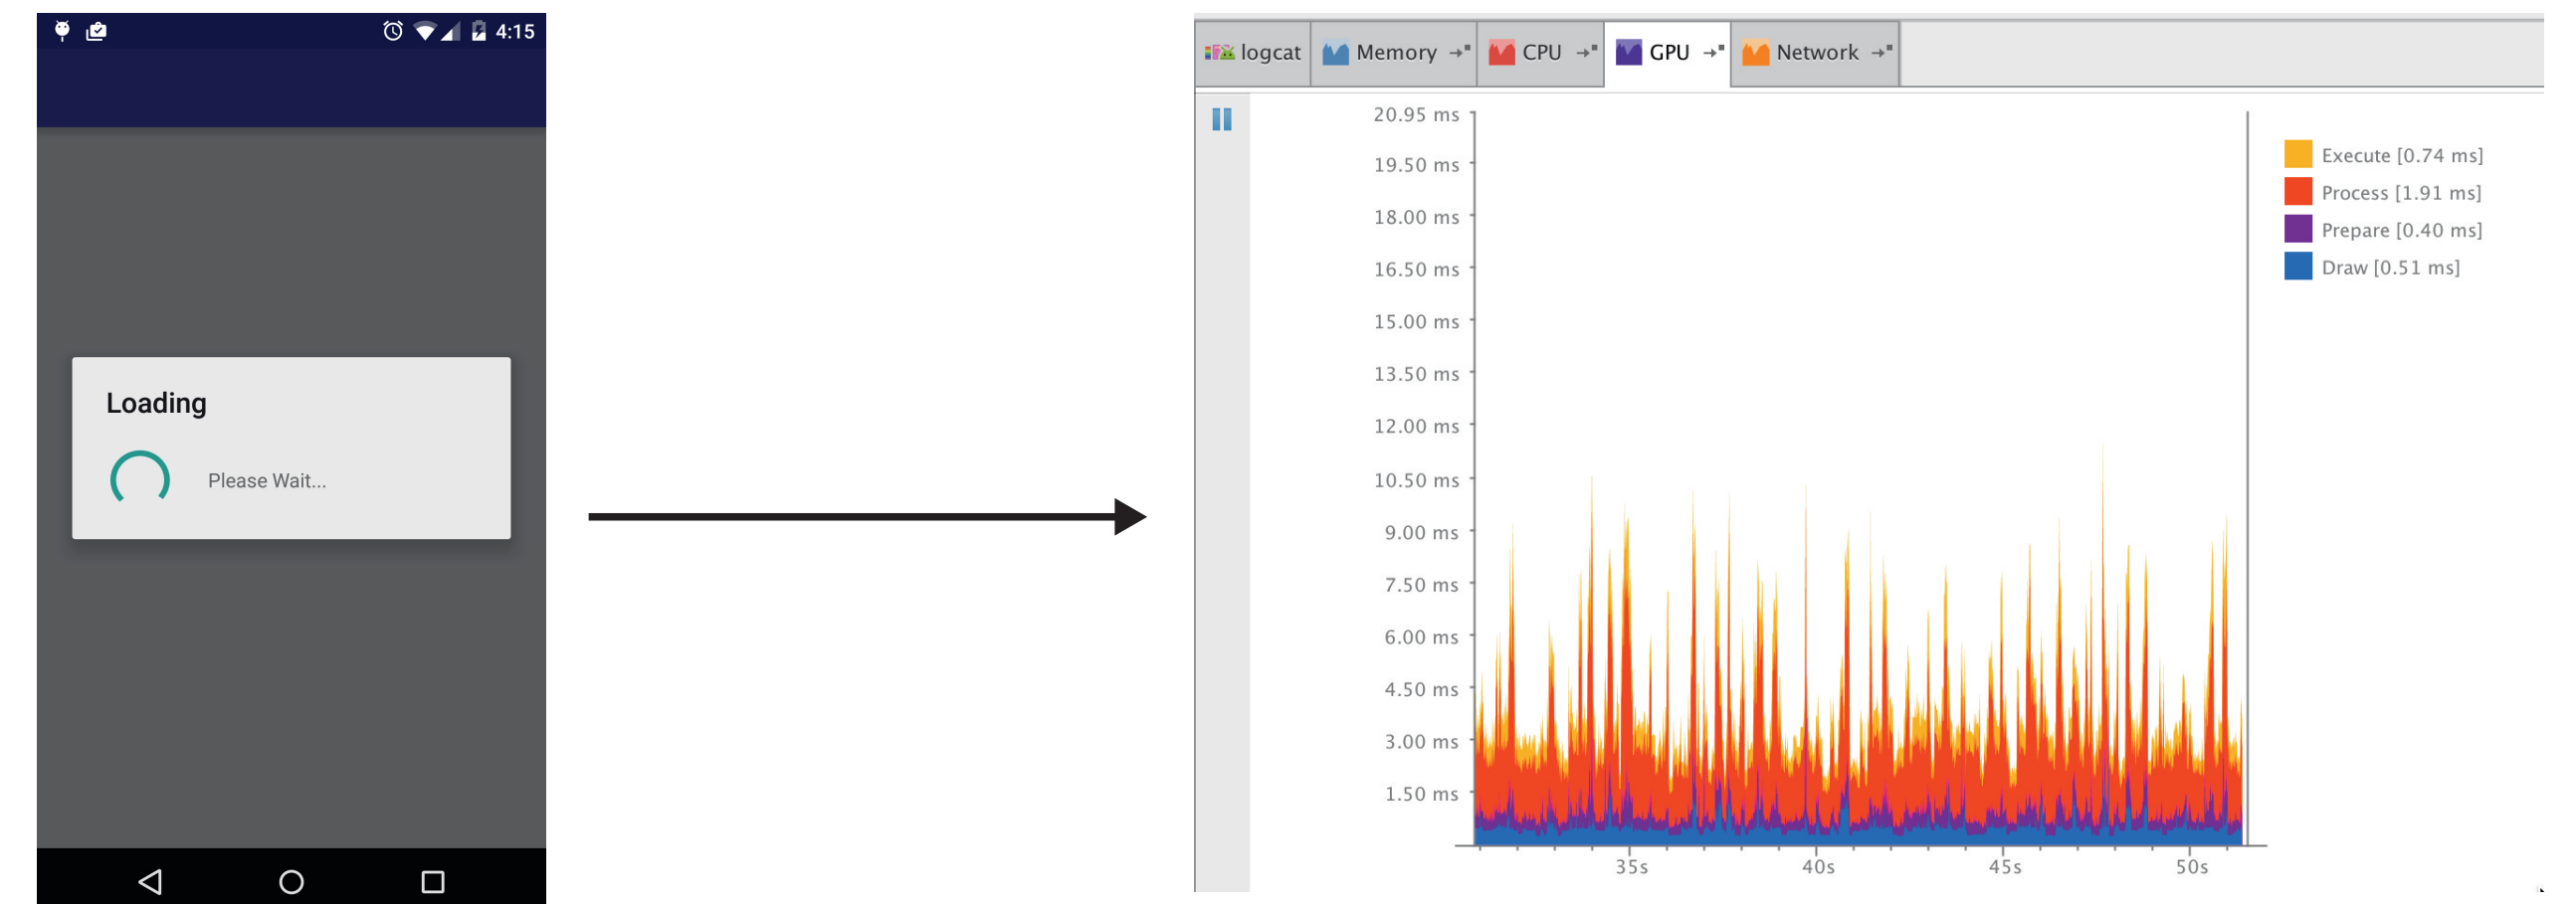 4:15
Loading
Please Wait...
logcat
Memory
CPU
GPU
Network
20.95 ms
19.50 ms
18.00 ms
16.50 ms
15.00 ms
13.50 ms
12.00 ms
10.50 ms
9.00 ms
7.50 ms
6.00 ms
4.50 ms
3.00 ms
1.50 ms
35s
40s
45s
50s
Execute [0.74 ms]
Process [1.91 ms]
Prepare [0.40 ms]
Draw [0.51 ms]